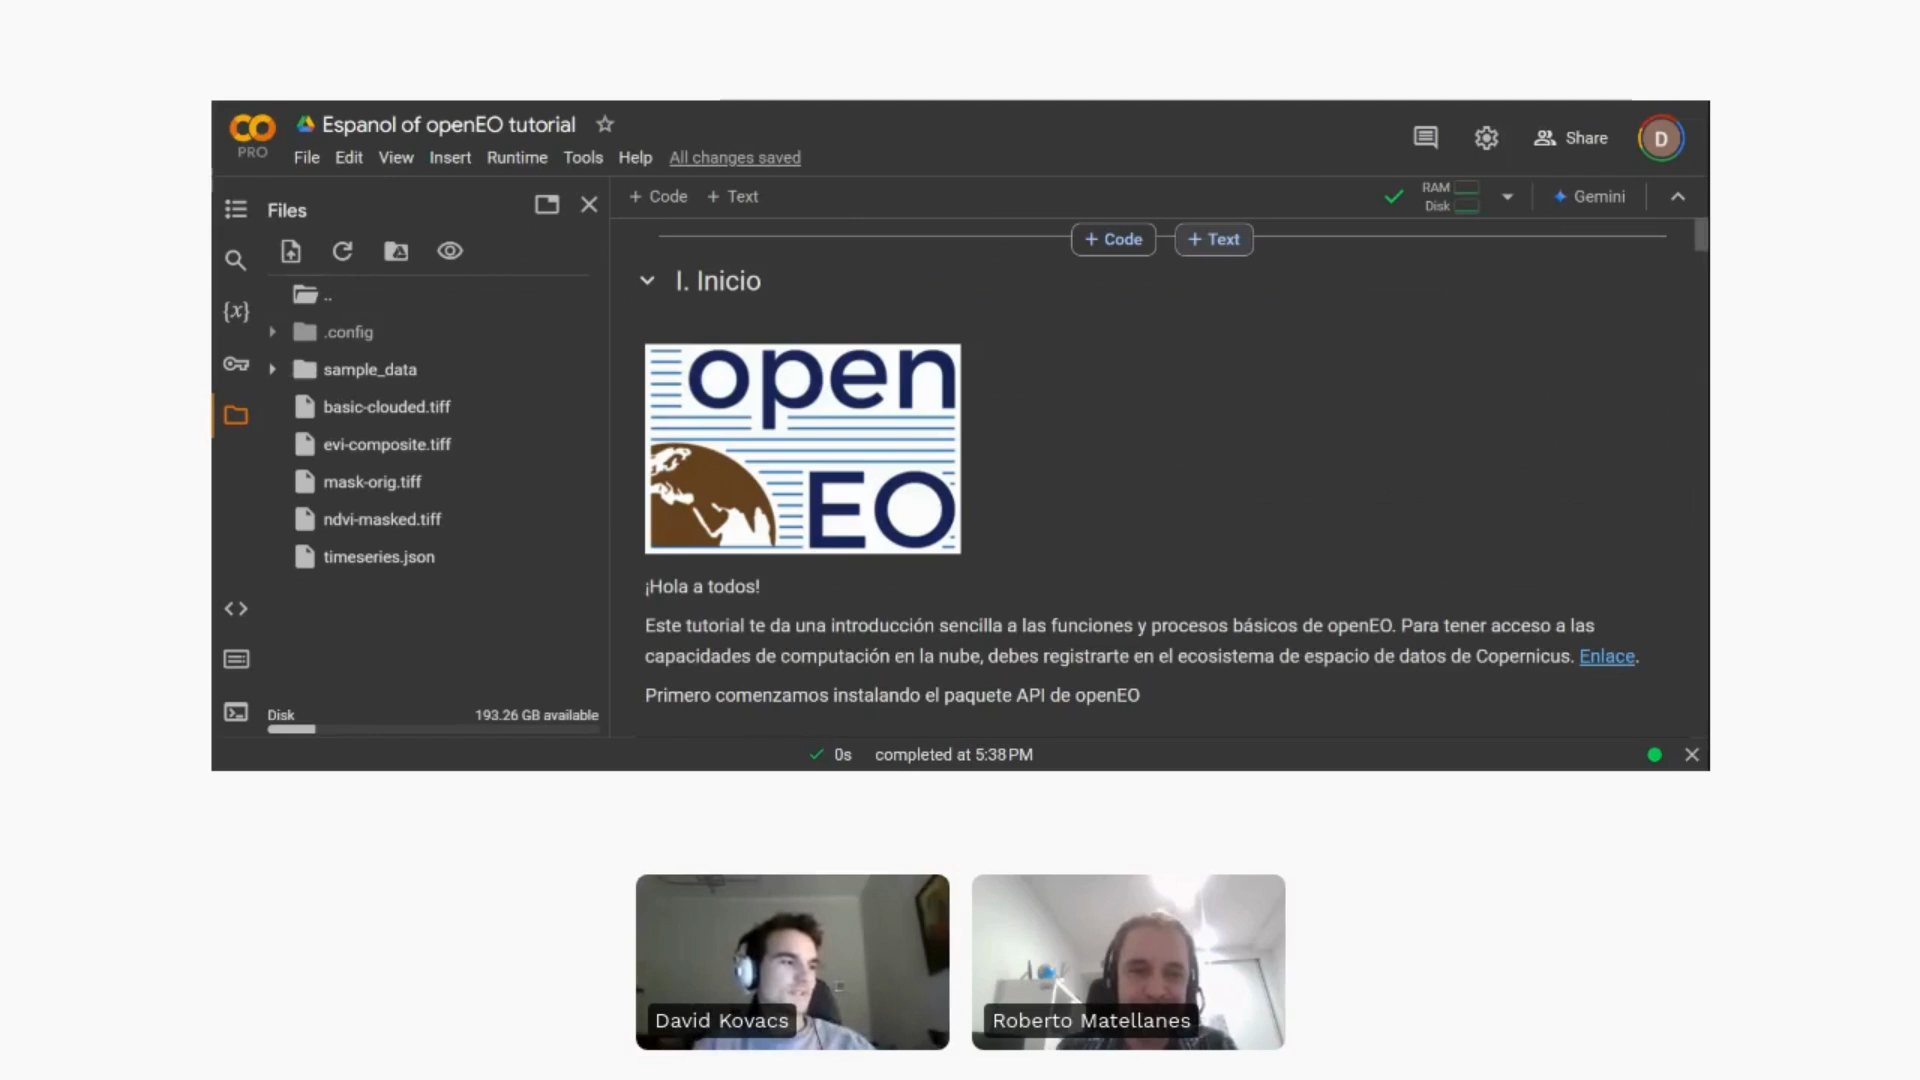 CO
PRO
Espanol of openEO tutorial
File Edit View Insert Runtime Tools Help All changes saved
Share
D
Files
+ Code + Text
RAM
Disk
Gemini
+ Code
+ Text
{x}
..
.config
sample_data
basic-clouded.tiff
evi-composite.tiff
mask-orig.tiff
ndvi-masked.tiff
timeseries.json
Disk
193.26 GB available
I. Inicio
open
EO
¡Hola a todos!
Este tutorial te da una introducción sencilla a las funciones y procesos básicos de openEO. Para tener acceso a las
capacidades de computación en la nube, debes registrarte en el ecosistema de espacio de datos de Copernicus. Enlace.
Primero comenzamos instalando el paquete API de openEO
0s completed at 5:38 PM
David Kovacs
Roberto Matellanes